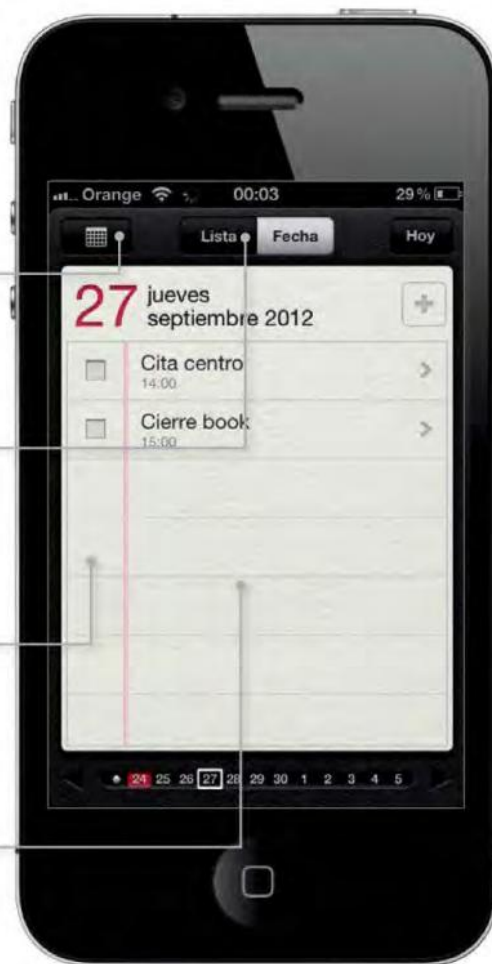 Orange 00:03 29 %
Lista Fecha Hoy
27 jueves
septiembre 2012
Cita centro
14:00
Cierre book
15:00
24 25 26 27 28 29 30 1 2 3 4 5